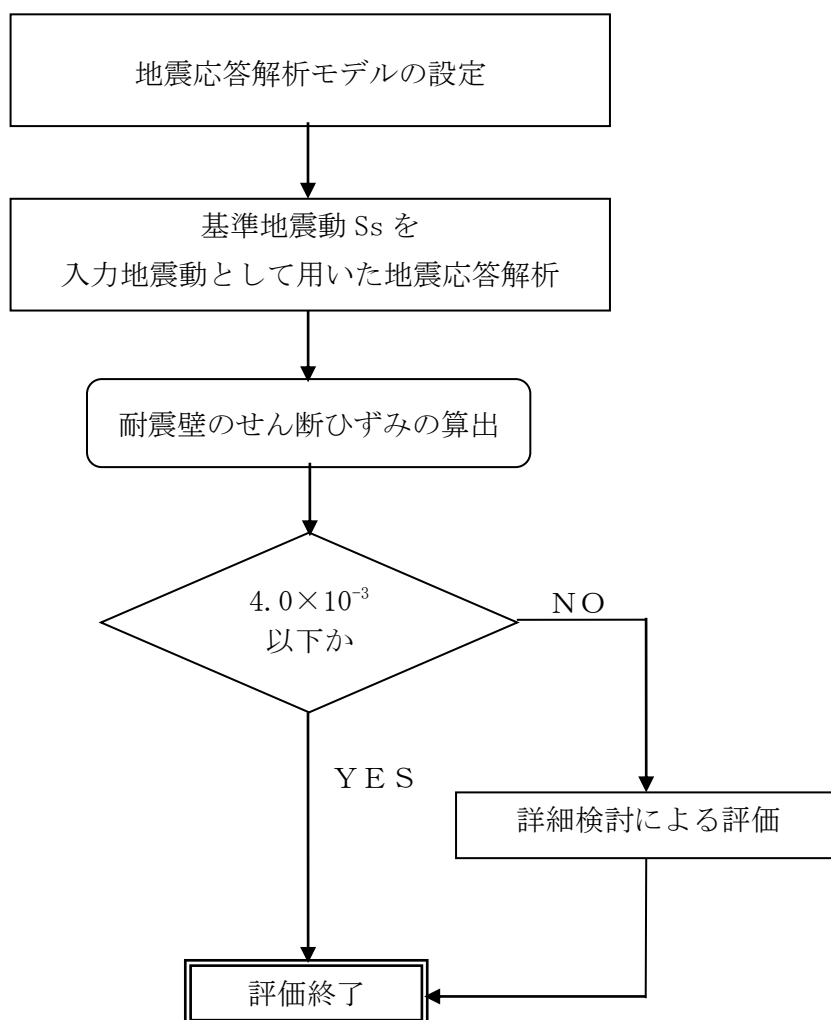 地震応答解析モデルの設定
基準地震動 Ss を
入力地震動として用いた地震応答解析
耐震壁のせん断ひずみの算出
4.0×10⁻³
以下か
ＮＯ
ＹＥＳ
詳細検討による評価
評価終了